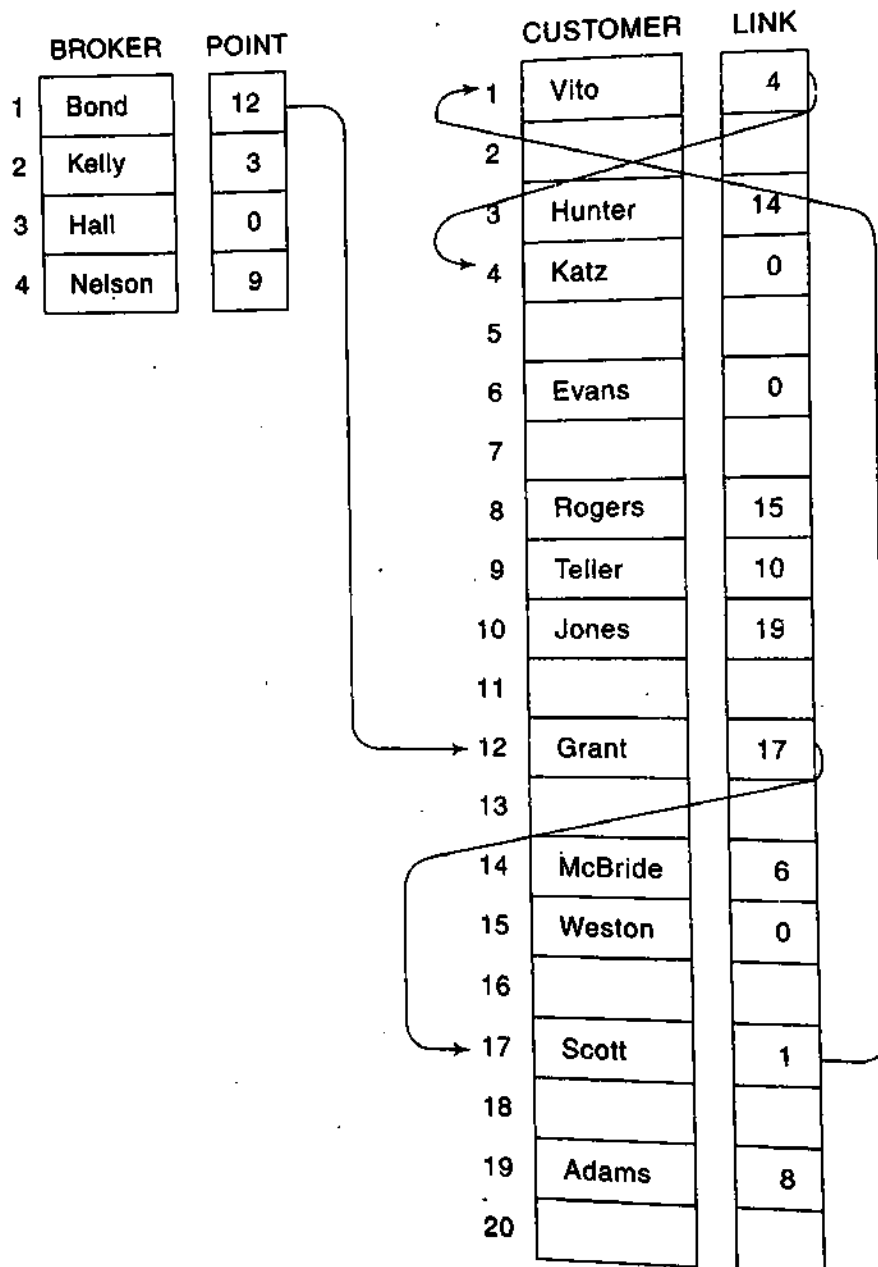 BROKER POINT CUSTOMER LINK
1 Bond 12
2 Kelly 3
3 Hall 0
4 Nelson 9
1 Vito 4
2
3 Hunter 14
4 Katz 0
5
6 Evans 0
7
8 Rogers 15
9 Teller 10
10 Jones 19
11
12 Grant 17
13
14 McBride 6
15 Weston 0
16
17 Scott 1
18
19 Adams 8
20